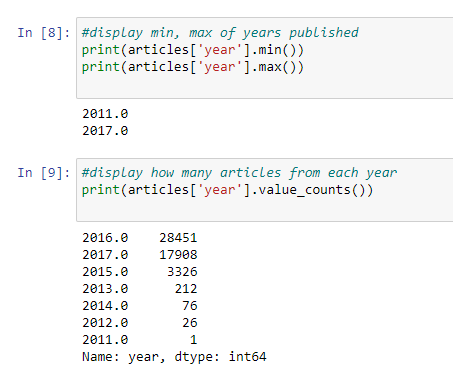 In [8]: #display min, max of years published
print(articles['year'].min())
print(articles['year'].max())
2011.0
2017.0
In [9]: #display how many articles from each year
print(articles['year'].value_counts())
2016.0    28451
2017.0    17908
2015.0     3326
2013.0      212
2014.0       76
2012.0       26
2011.0        1
Name: year, dtype: int64